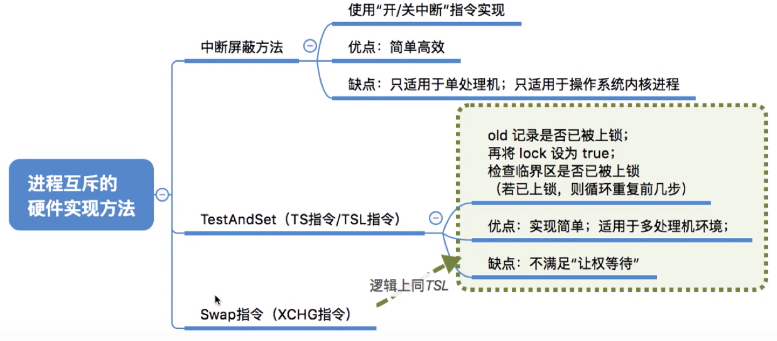 使用“开/关中断”指令实现
中断屏蔽方法
优点：简单高效
缺点：只适用于单处理机；只适用于操作系统内核进程
进程互斥的
硬件实现方法
old 记录是否已被上锁；
再将 lock 设为 true；
检查临界区是否已被上锁
（若已上锁，则循环重复前几步）
TestAndSet（TS指令/TSL指令）
优点：实现简单；适用于多处理机环境；
缺点：不满足“让权等待”
逻辑上同TSL
Swap指令（XCHG指令）